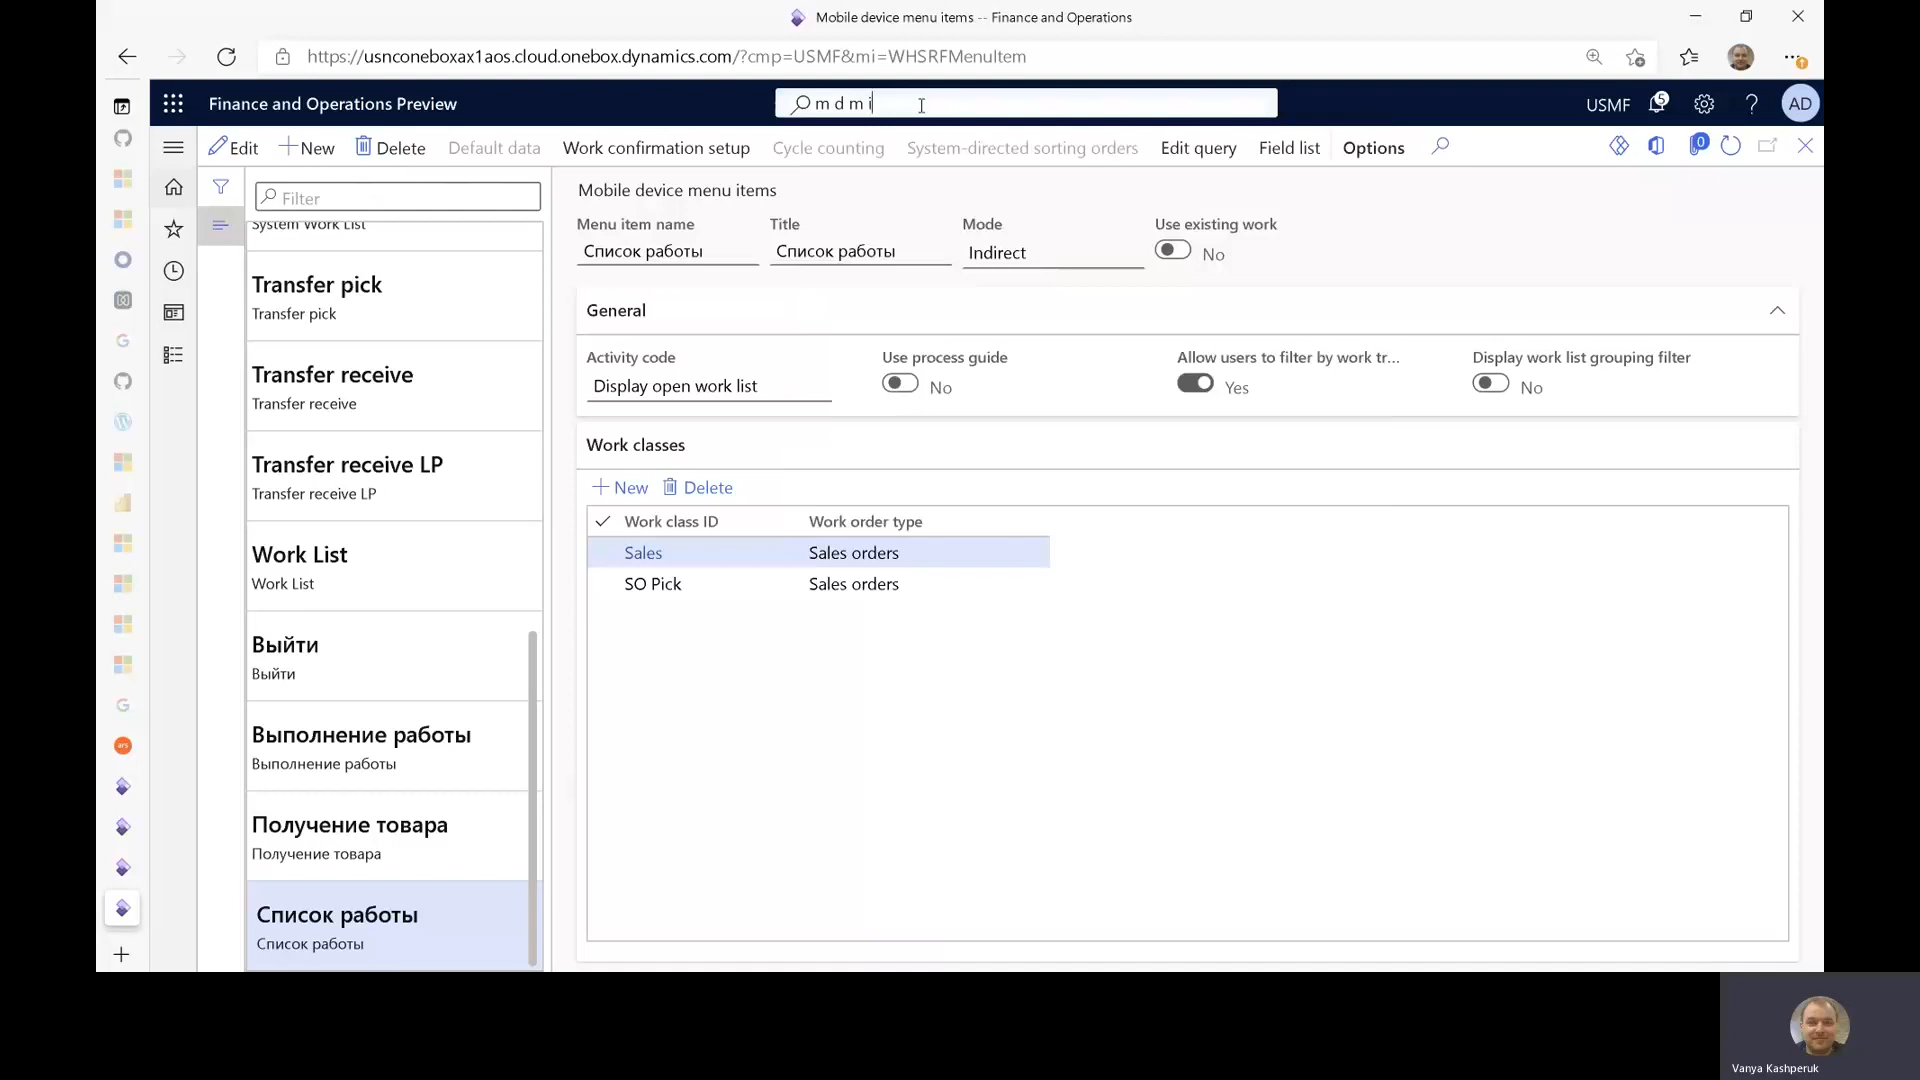 Mobile device menu items -- Finance and Operations
https://usnconeboxax1aos.cloud.onebox.dynamics.com/?cmp=USMF&mi=WHSRFMenuItem
Finance and Operations Preview
m d m i
USMF
5
?
AD
Edit
New
Delete
Default data
Work confirmation setup
Cycle counting
System-directed sorting orders
Edit query
Field list
Options
0
Filter
System Work List
Transfer pick
Transfer pick
Transfer receive
Transfer receive
Transfer receive LP
Transfer receive LP
Work List
Work List
Выйти
Выйти
Выполнение работы
Выполнение работы
Получение товара
Получение товара
Список работы
Список работы
Mobile device menu items
Menu item name
Title
Mode
Use existing work
Список работы
Список работы
Indirect
No
General
Activity code
Use process guide
Allow users to filter by work tr...
Display work list grouping filter
Display open work list
No
Yes
No
Work classes
New
Delete
Work class ID
Work order type
Sales
Sales orders
SO Pick
Sales orders
ars
Vanya Kashperuk